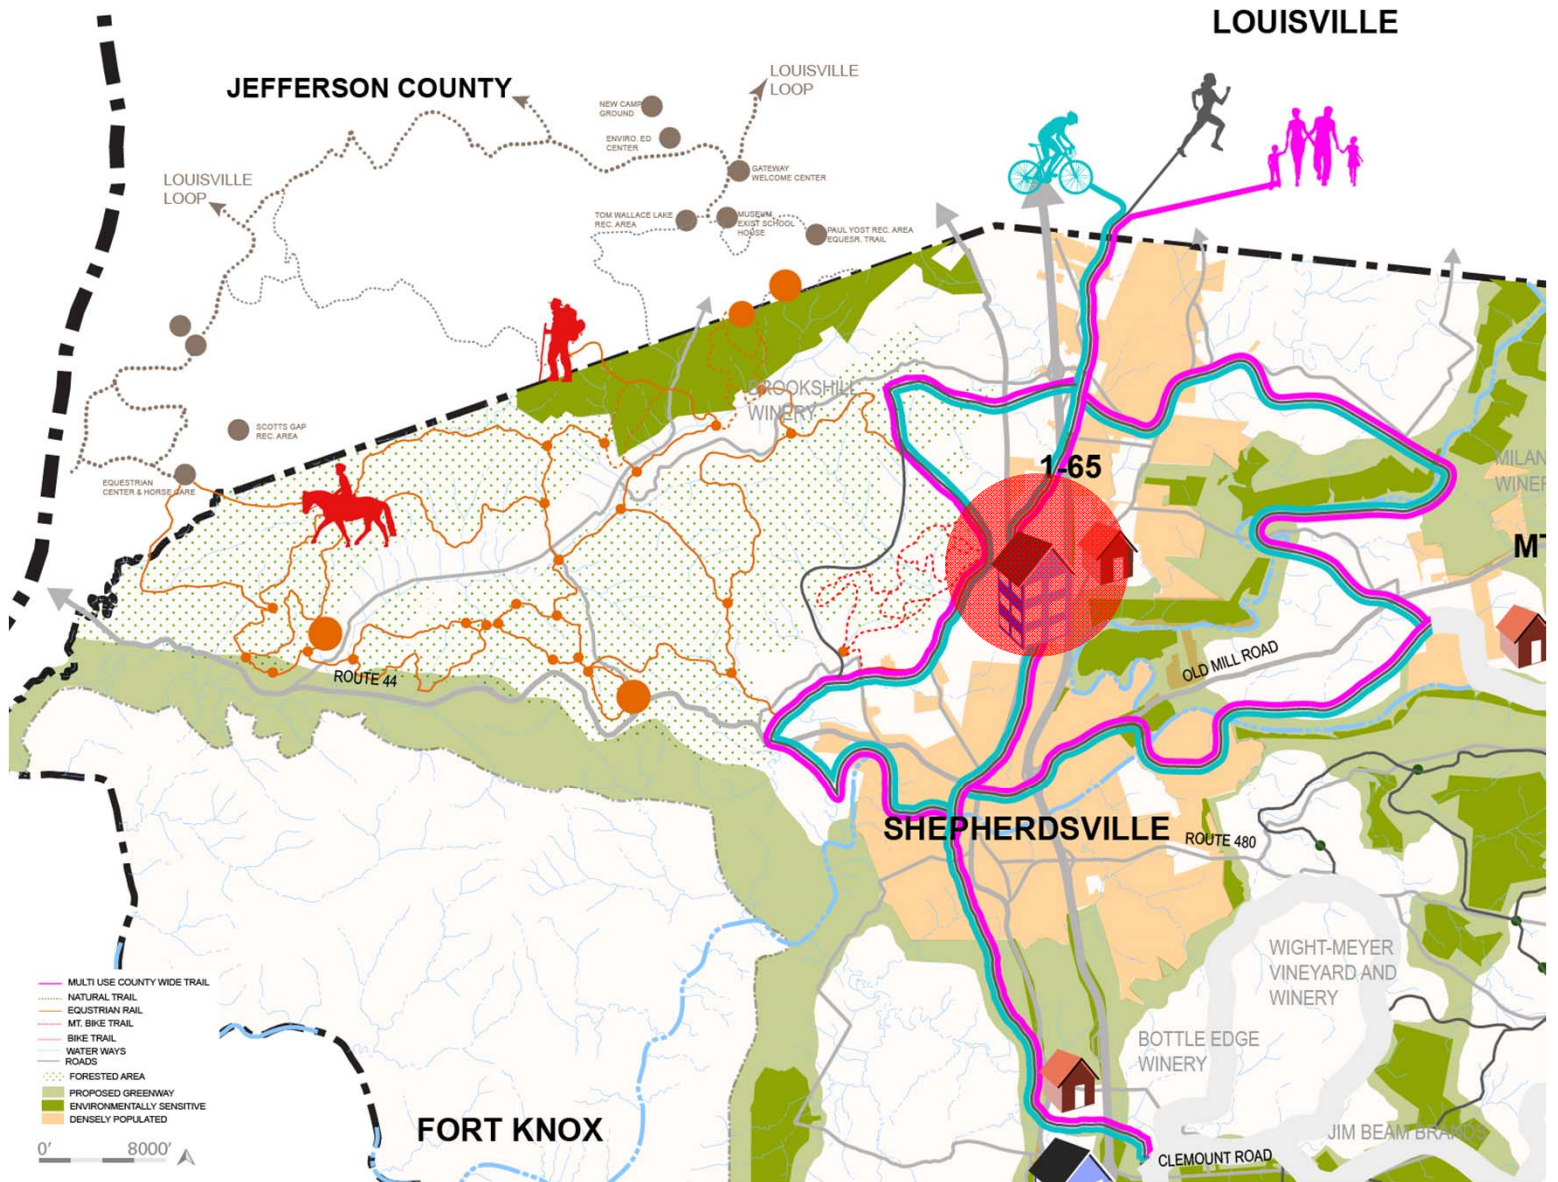 LOUISVILLE
JEFFERSON COUNTY
LOUISVILLE
LOOP
NEW CAMP
GROUND
ENVIRO. ED
CENTER
GATEWAY
WELCOME CENTER
LOUISVILLE
LOOP
TOM WALLACE LAKE
REC. AREA
MUSEUM
EXIST SCHOOL
HOUSE
PAUL YOST REC. AREA
EQUESR. TRAIL
BROOKSHILL
WINERY
SCOTTS GAP
REC. AREA
1-65
MILAN
WINER
EQUESTRIAN
CENTER & HORSE CARE
MT
OLD MILL ROAD
ROUTE 44
SHEPHERDSVILLE
ROUTE 480
WIGHT-MEYER
VINEYARD AND
WINERY
BOTTLE EDGE
WINERY
FORT KNOX
JIM BEAM BRANDS
CLEMOUNT ROAD
MULTI USE COUNTY WIDE TRAIL
NATURAL TRAIL
EQUSTRIAN RAIL
MT. BIKE TRAIL
BIKE TRAIL
WATER WAYS
ROADS
FORESTED AREA
PROPOSED GREENWAY
ENVIRONMENTALLY SENSITIVE
DENSELY POPULATED
0' 8000'